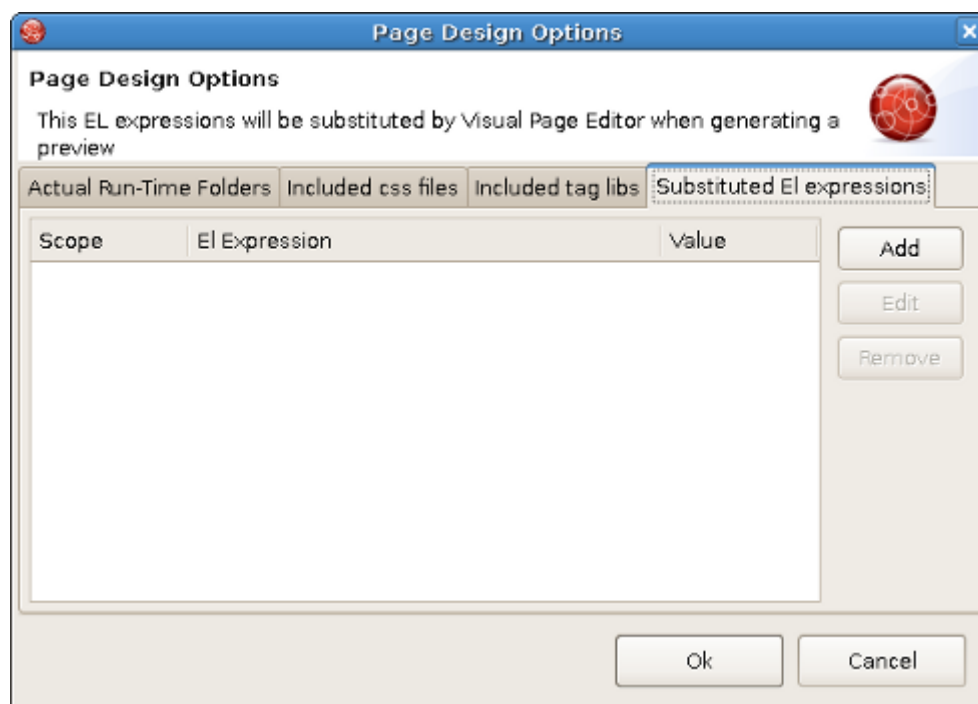 Page Design Options
Page Design Options
This EL expressions will be substituted by Visual Page Editor when generating a
preview
Actual Run-Time Folders Included css files Included tag libs Substituted El expressions
Scope El Expression Value
Add
Edit
Remove
Ok Cancel